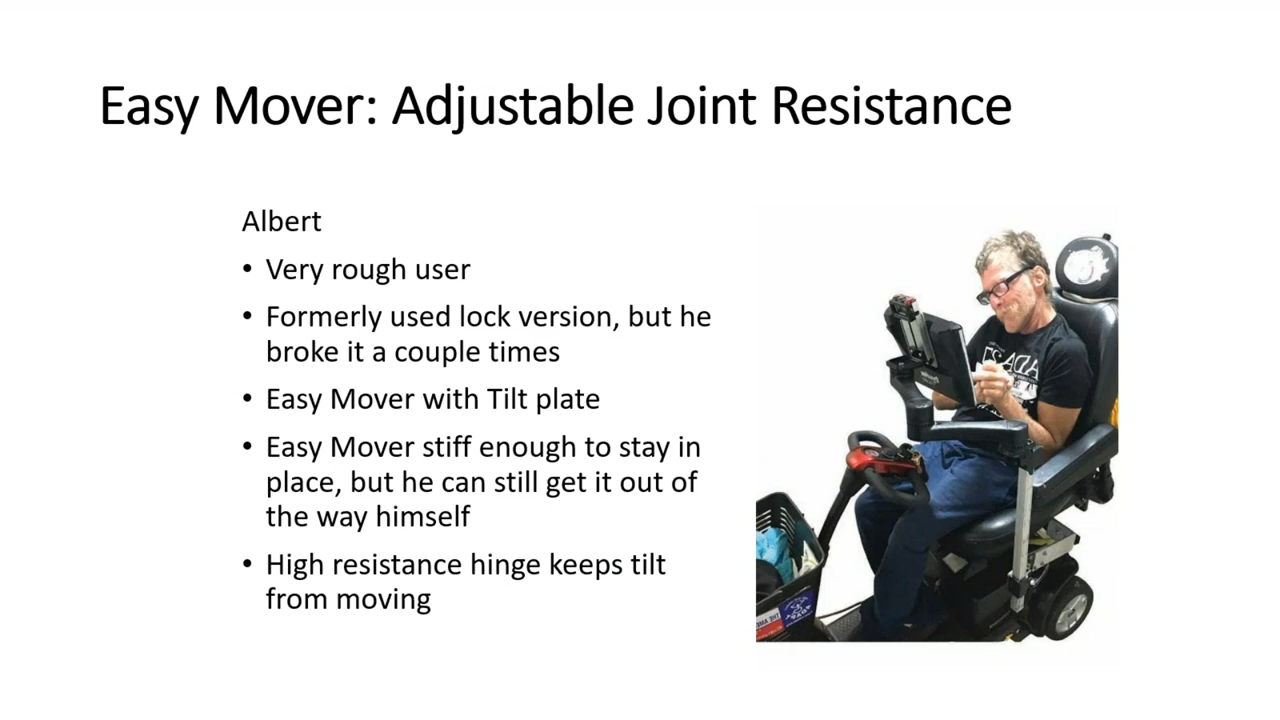 Easy Mover: Adjustable Joint Resistance
Albert
• Very rough user
• Formerly used lock version, but he
broke it a couple times
• Easy Mover with Tilt plate
• Easy Mover stiff enough to stay in
place, but he can still get it out of
the way himself
• High resistance hinge keeps tilt
from moving